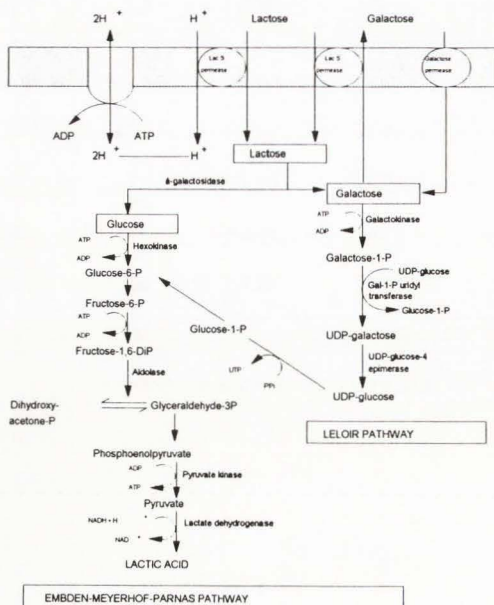 2H + H + Lactose Galactose
Lac S permease
Lac S permease
Galactose permease
ADP ATP
2H + H +
Lactose
â-galactosidase
Galactose
Glucose
ATP
ADP
Galactokinase
ATP
ADP
Hexokinase
Galactose-1-P
Glucose-6-P
UDP-glucose
Gal-1-P uridyl
transferase
Glucose-1-P
Fructose-6-P
ATP
ADP
Glucose-1-P
UDP-galactose
Fructose-1,6-DiP
UTP
PPi
UDP-glucose-4
epimerase
Aldolase
UDP-glucose
Dihydroxy-
acetone-P
Glyceraldehyde-3P
LELOIR PATHWAY
Phosphoenolpyruvate
ADP
ATP
Pyruvate kinase
Pyruvate
NADH + H +
NAD +
Lactate dehydrogenase
LACTIC ACID
EMBDEN-MEYERHOF-PARNAS PATHWAY